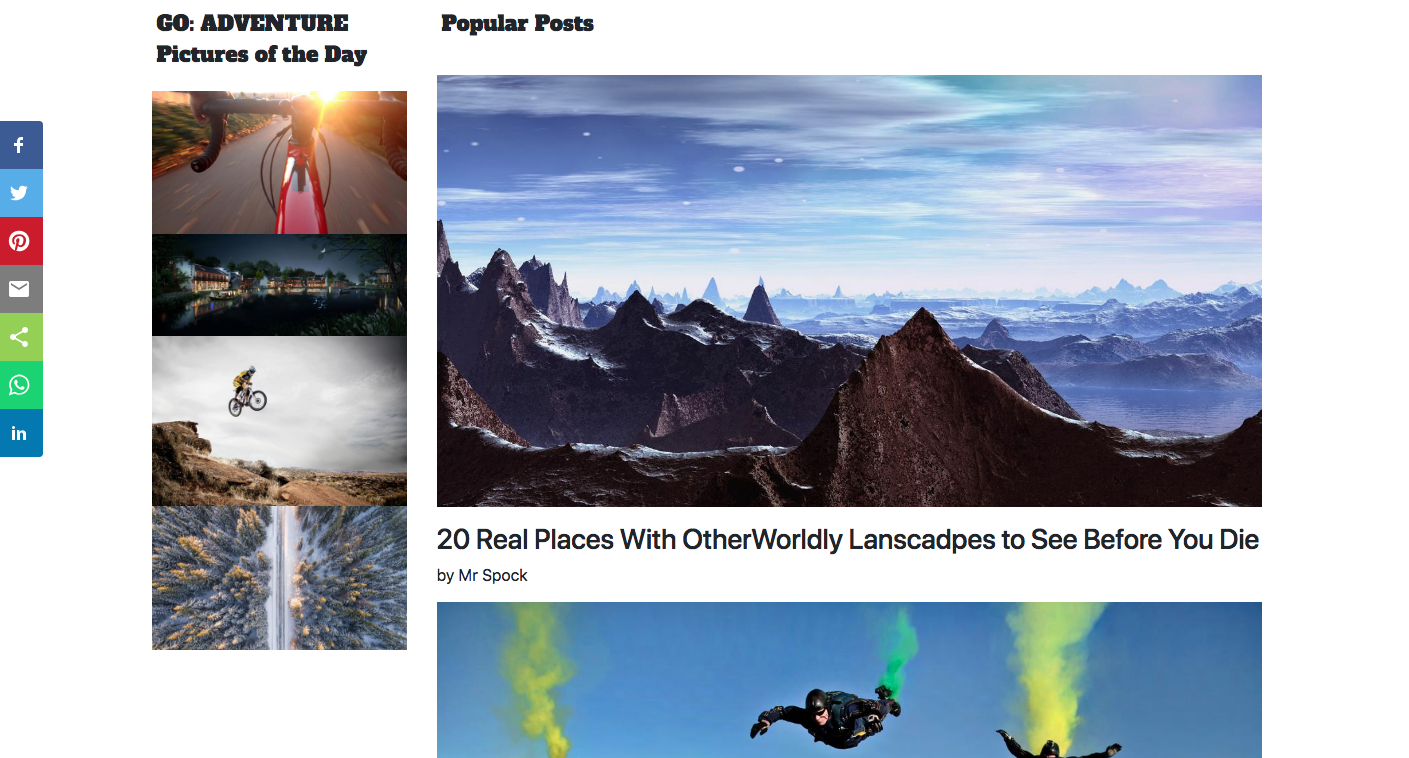 GO: ADVENTURE
Pictures of the Day
Popular Posts
20 Real Places With OtherWorldly Lanscadpes to See Before You Die
by Mr Spock